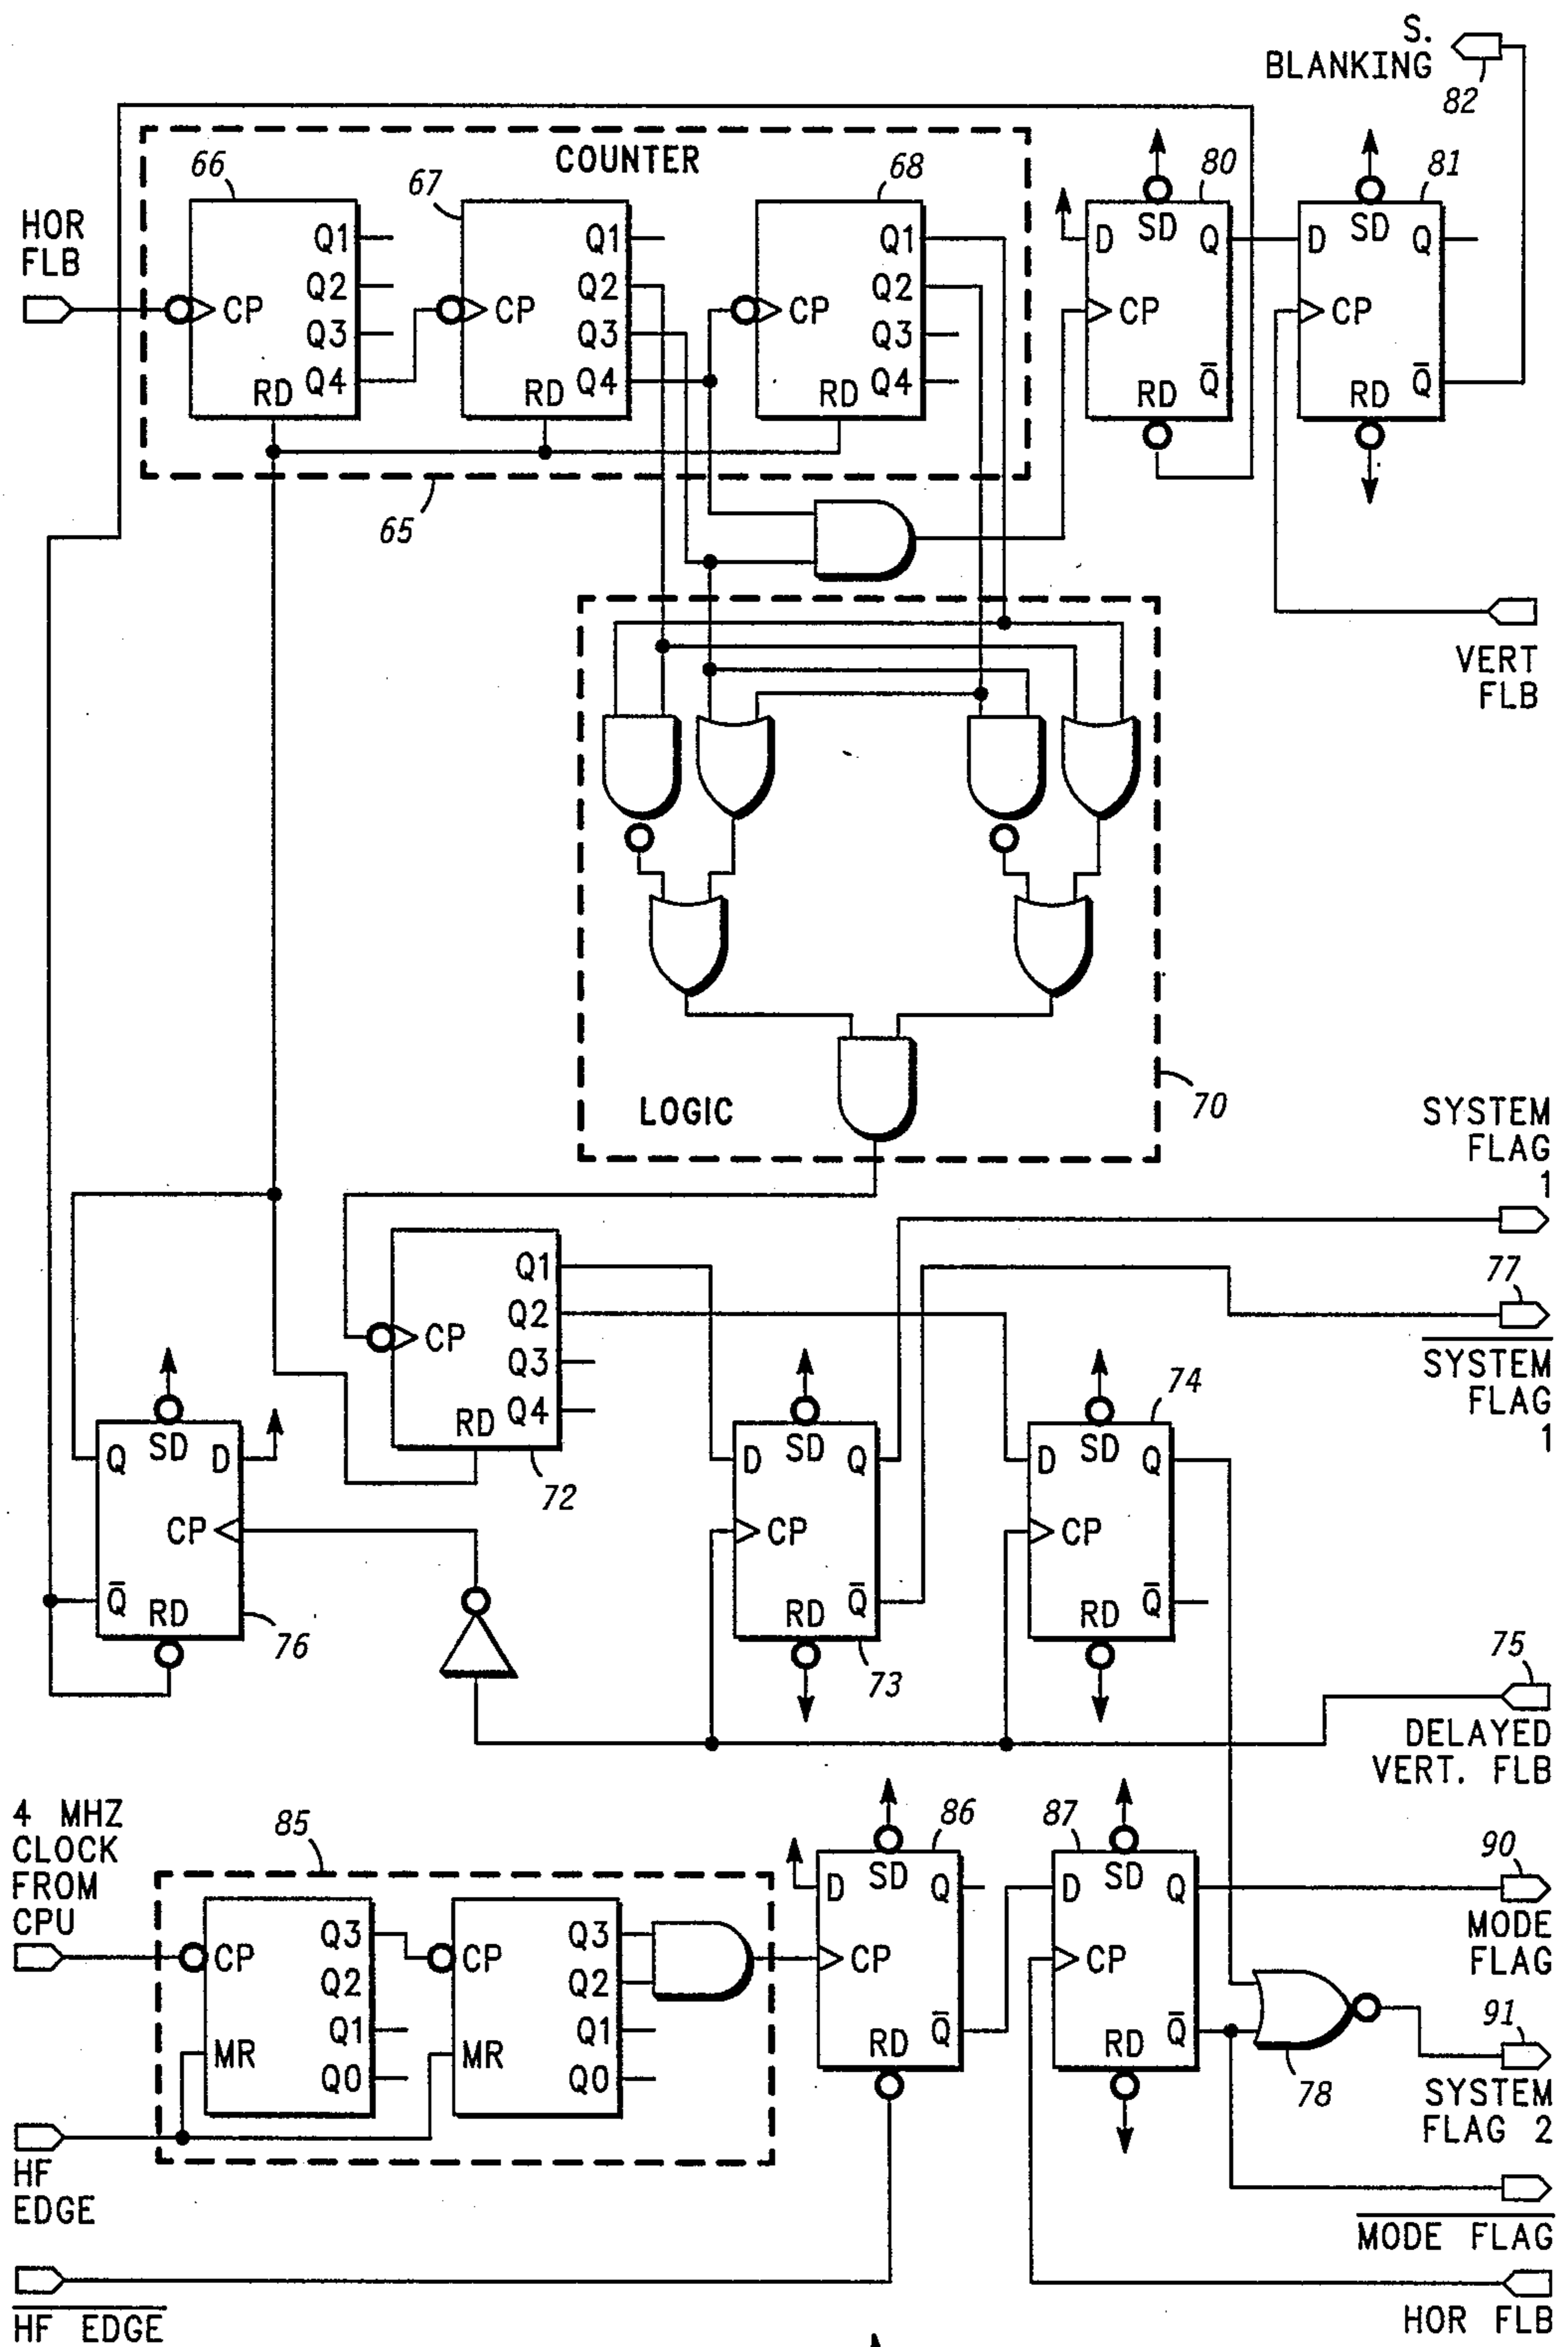 S.
BLANKING
82
COUNTER
66
67
68
80
81
HOR
FLB
CP
Q1
Q2
Q3
Q4
RD
CP
Q1
Q2
Q3
Q4
RD
CP
Q1
Q2
Q3
Q4
RD
D
SD
Q
CP
RD
Q̅
D
SD
Q
CP
RD
Q̅
65
VERT
FLB
LOGIC
70
SYSTEM
FLAG
1
77
SYSTEM
FLAG
1
CP
Q1
Q2
Q3
Q4
RD
72
Q
SD
D
CP
Q̅
RD
76
D
SD
Q
CP
RD
Q̅
73
74
D
SD
Q
CP
RD
Q̅
75
DELAYED
VERT. FLB
4 MHZ
CLOCK
FROM
CPU
85
CP
Q3
Q2
Q1
Q0
MR
CP
Q3
Q2
Q1
Q0
MR
86
D
SD
Q
CP
RD
Q̅
87
D
SD
Q
CP
RD
Q̅
78
90
MODE
FLAG
91
SYSTEM
FLAG 2
MODE FLAG
HF
EDGE
HF EDGE
HOR FLB